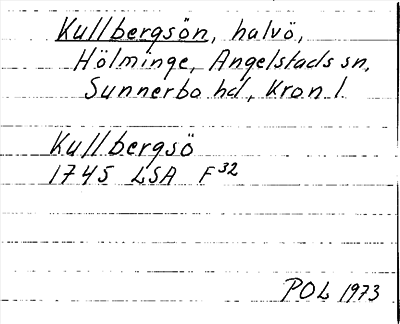 Kullbergsön, halvö,
Hölminge, Angelstads sn,
Sunnerbo hd, Kron. l.
Kullbergsö
1745 LSA F32
POL 1973